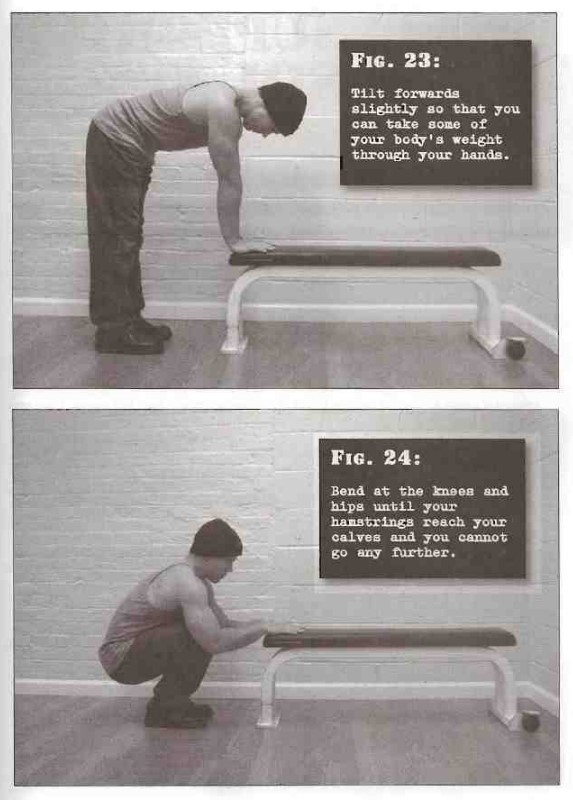 FIG. 23:
Tilt forwards
slightly so that you
can take some of
your body's weight
through your hands.
FIG. 24:
Bend at the knees and
hips until your
hamstrings reach your
calves and you cannot
go any further.